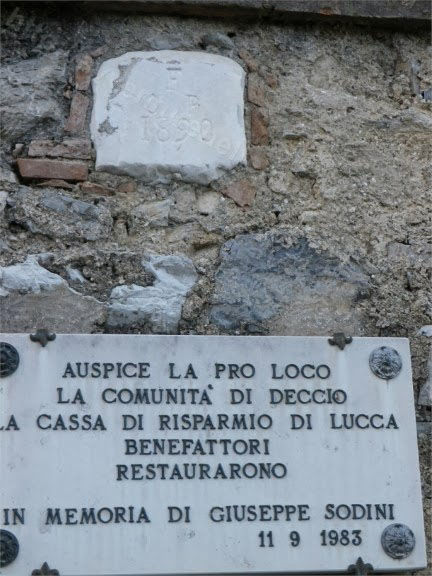 1890
AUSPICE LA PRO LOCO
LA COMUNITÀ DI DECCIO
LA CASSA DI RISPARMIO DI LUCCA
BENEFATTORI
RESTAURARONO
IN MEMORIA DI GIUSEPPE SODINI
11 9 1983